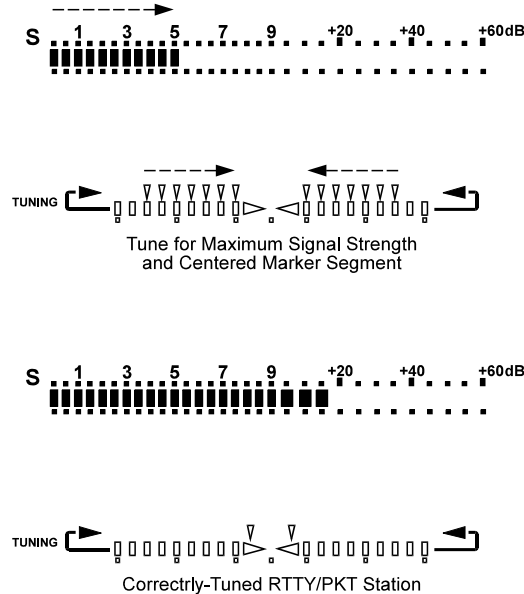 S 1 3 5 7 9 +20 +40 +60dB
TUNING
Tune for Maximum Signal Strength
and Centered Marker Segment
S 1 3 5 7 9 +20 +40 +60dB
TUNING
Correctrly-Tuned RTTY/PKT Station